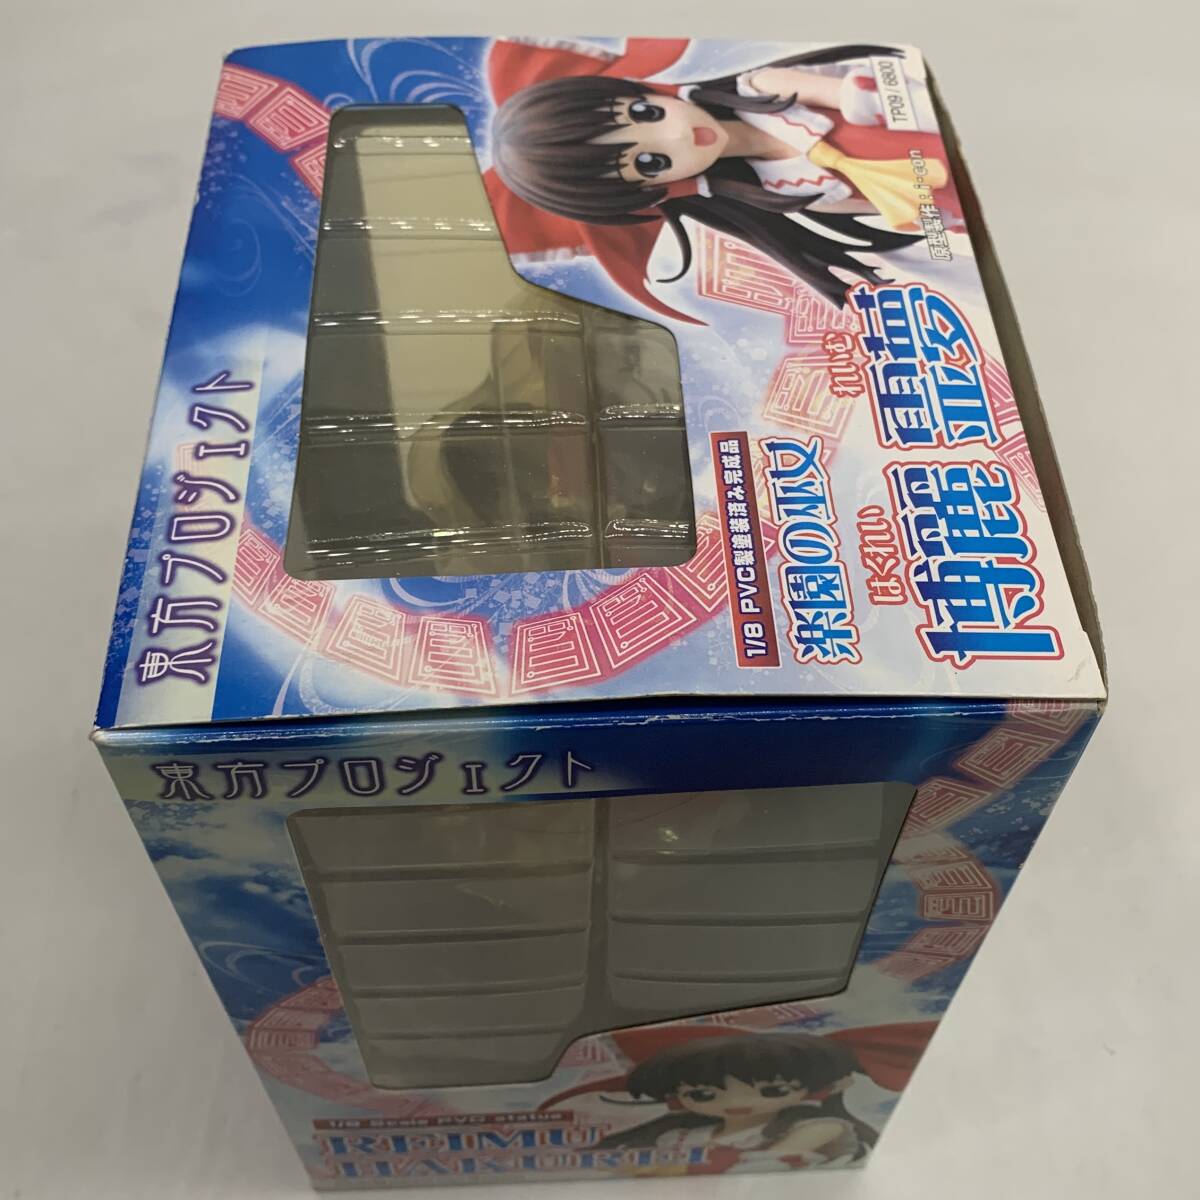 東方プロジェクト
TP09/6800
原型製作:i-con
1/8 PVC製塗装済み完成品
楽園の巫女
はくれい れいむ
博麗 霊夢
東方プロジェクト
1/8 Scale PVC statue
REIMU
HAKUREI